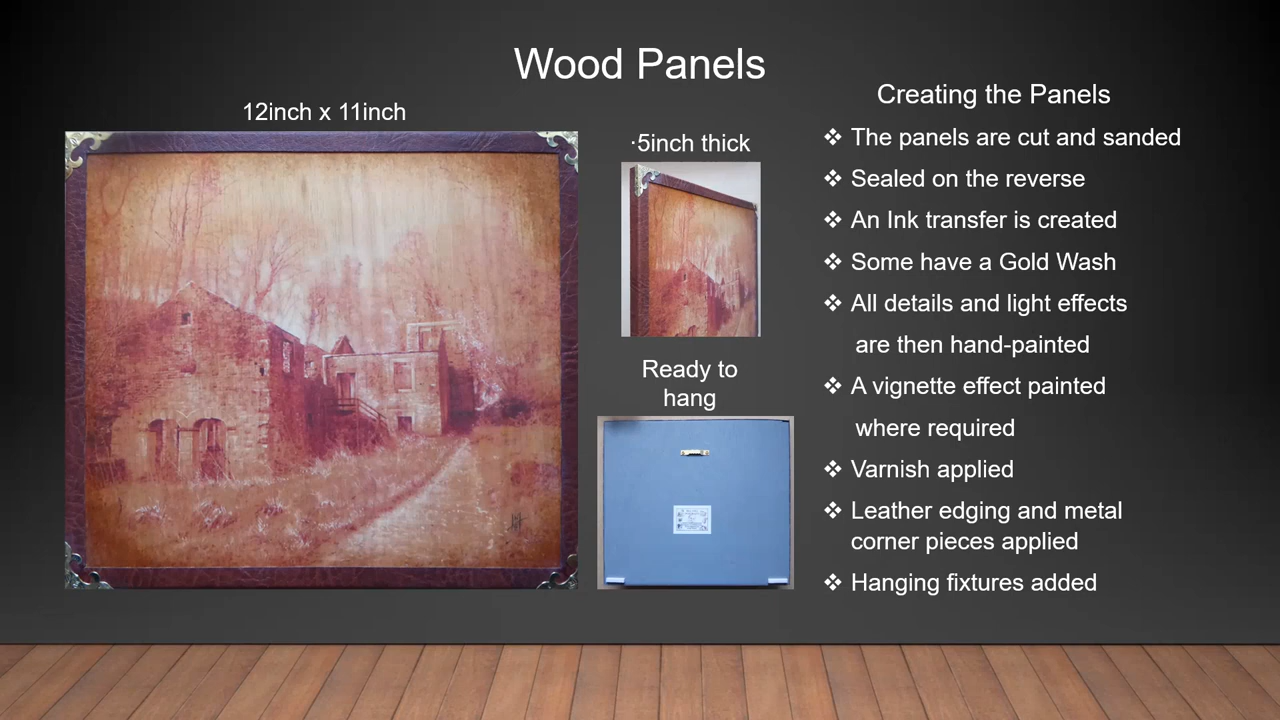 Wood Panels
12inch x 11inch
·5inch thick
Ready to
hang
Creating the Panels
❖ The panels are cut and sanded
❖ Sealed on the reverse
❖ An Ink transfer is created
❖ Some have a Gold Wash
❖ All details and light effects
are then hand-painted
❖ A vignette effect painted
where required
❖ Varnish applied
❖ Leather edging and metal
corner pieces applied
❖ Hanging fixtures added